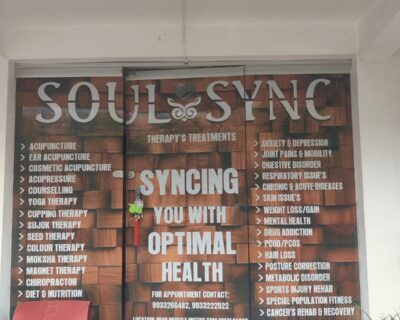 SOUL SYNC
THERAPY'S TREATMENTS
> ACUPUNCTURE
> EAR ACUPUNCTURE
> COSMETIC ACUPUNCTURE
> ACUPRESSURE
> COUNSELLING
> YOGA THERAPY
> CUPPING THERAPY
> SUJOK THERAPY
> SEED THERAPY
> COLOUR THERAPY
> MOKSHA THERAPY
> MAGNET THERAPY
> CHIROPRACTOR
> DIET & NUTRITION
SYNCING
YOU WITH
OPTIMAL
HEALTH
FOR APPOINTMENT CONTACT:
9933266482, 9933222502
LOCATION: NEAR
> ANXIETY & DEPRESSION
> JOINT PAINS & MOBILITY
> DIGESTIVE DISORDER
> RESPIRATORY ISSUE'S
> CHRONIC & ACUTE DISEASES
> SKIN ISSUE'S
> WEIGHT LOSS/GAIN
> MENTAL HEALTH
> DRUG ADDICTION
> PCOD/PCOS
> HAIR LOSS
> POSTURE CORRECTION
> METABOLIC DISORDER
> SPORTS INJURY REHAB
> SPECIAL POPULATION FITNESS
> CANCER'S REHAB & RECOVERY